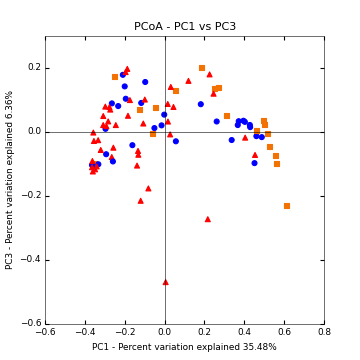 PCoA - PC1 vs PC3
0.2
0.0
−0.2
−0.4
−0.6
−0.6 −0.4 −0.2 0.0 0.2 0.4 0.6 0.8
PC3 - Percent variation explained 6.36%
PC1 - Percent variation explained 35.48%